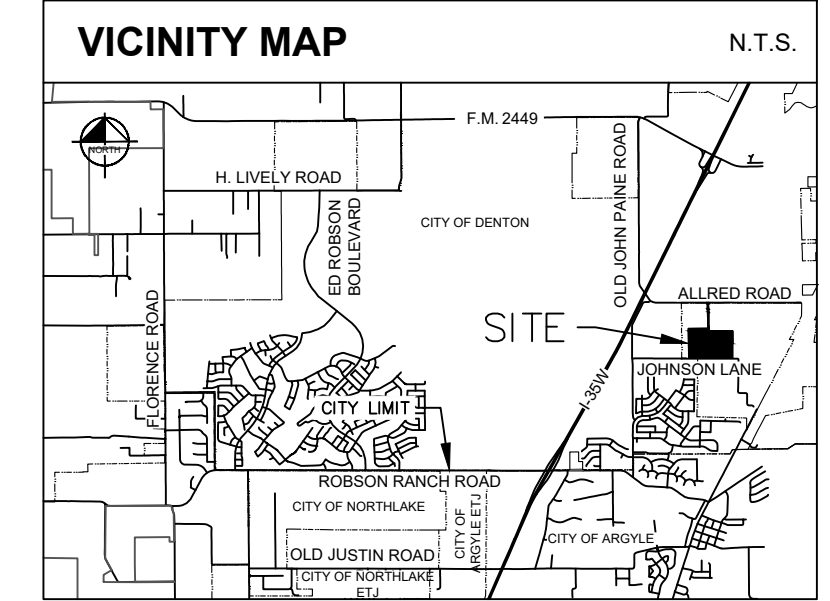 VICINITY MAP
N.T.S.
NORTH
F.M. 2449
H. LIVELY ROAD
OLD JOHN PAINE ROAD
ED ROBSON
BOULEVARD
CITY OF DENTON
ALLRED ROAD
SITE
FLORENCE ROAD
JOHNSON LANE
I-35W
CITY LIMIT
ROBSON RANCH ROAD
CITY OF NORTHLAKE
CITY OF
ARGYLE ETJ
CITY OF ARGYLE
OLD JUSTIN ROAD
CITY OF NORTHLAKE
ETJ